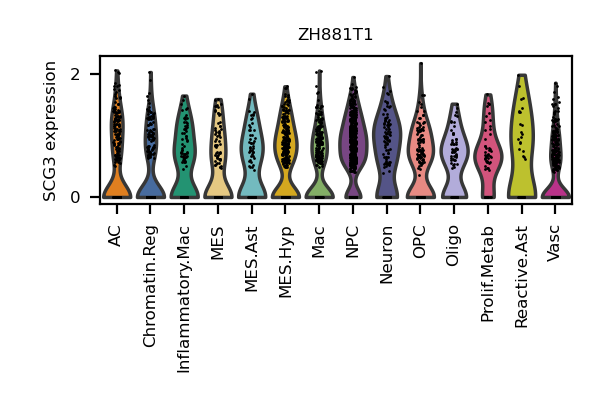 ZH881T1
SCG3 expression
2
0
AC
Chromatin.Reg
Inflammatory.Mac
MES
MES.Ast
MES.Hyp
Mac
NPC
Neuron
OPC
Oligo
Prolif.Metab
Reactive.Ast
Vasc